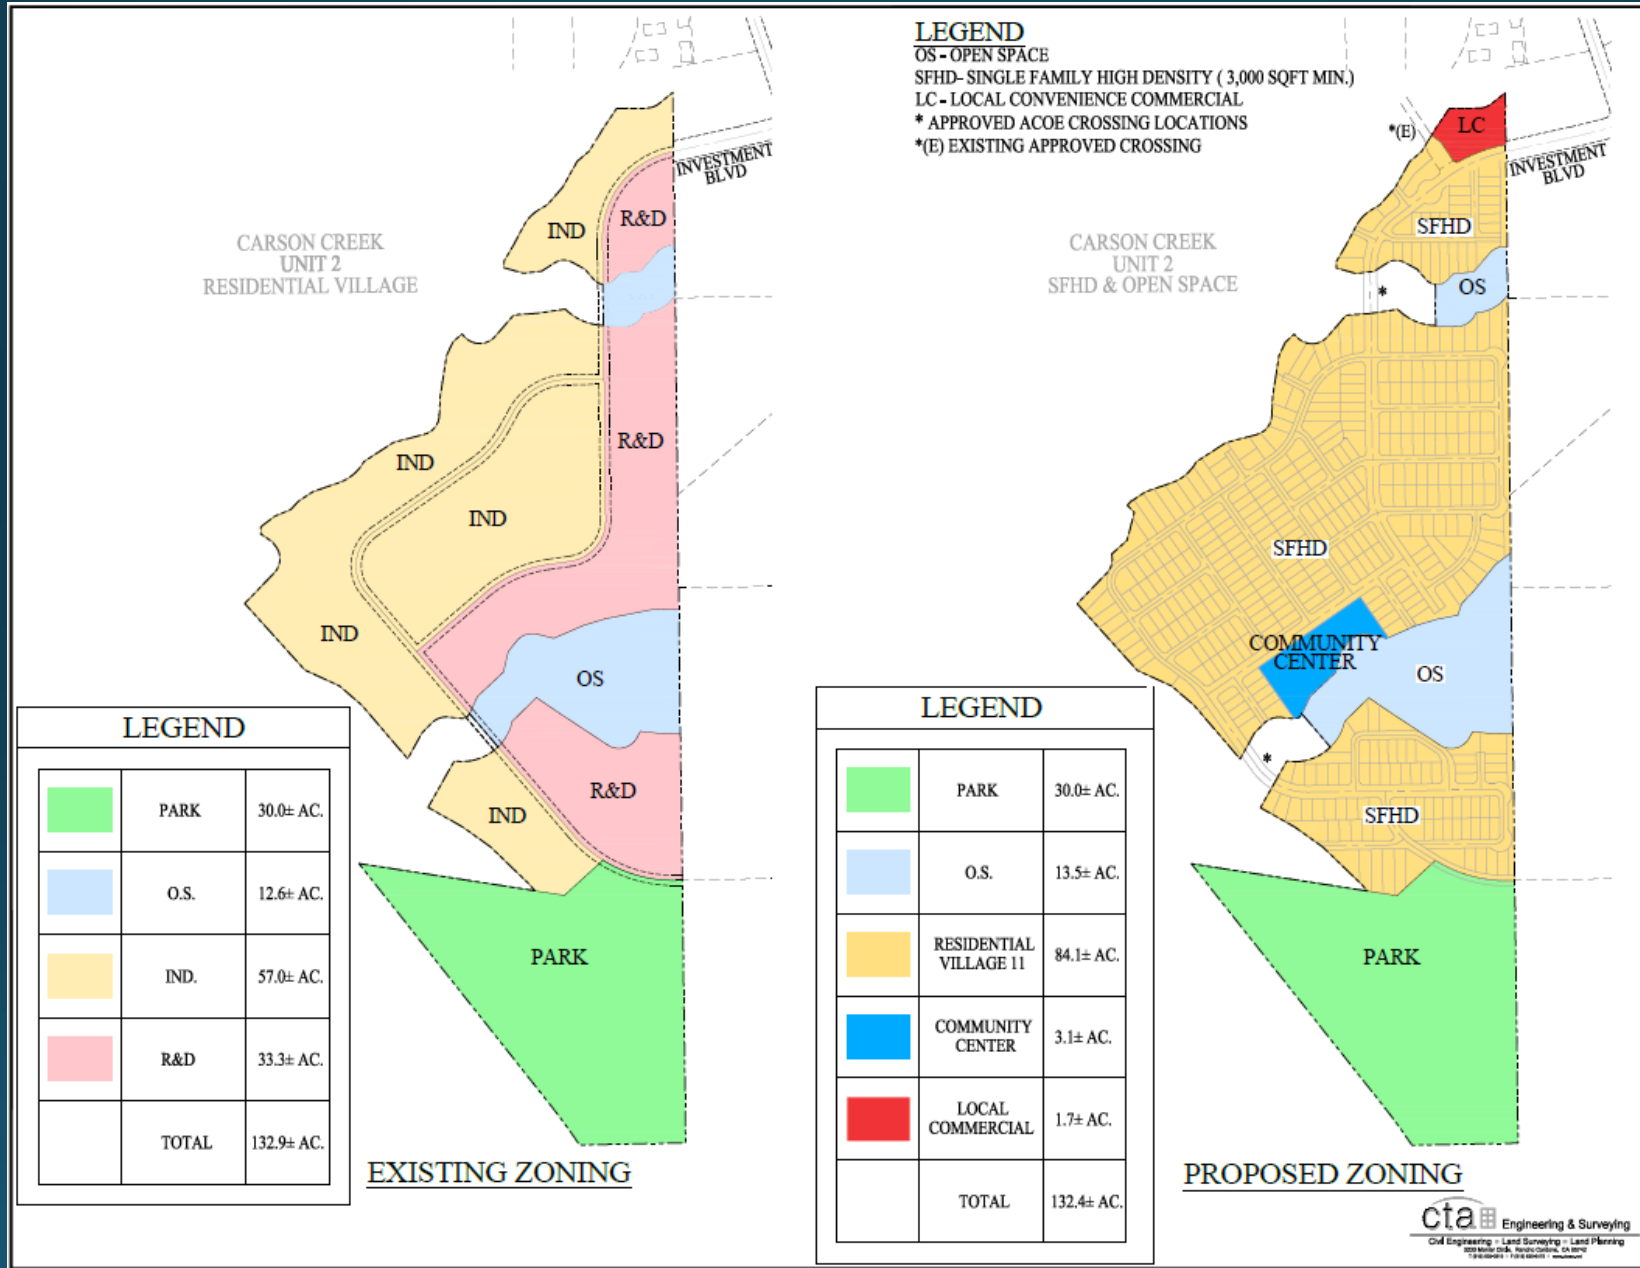 LEGEND
OS - OPEN SPACE
SFHD- SINGLE FAMILY HIGH DENSITY ( 3,000 SQFT MIN.)
LC - LOCAL CONVENIENCE COMMERCIAL
* APPROVED ACOE CROSSING LOCATIONS
*(E) EXISTING APPROVED CROSSING
INVESTMENT
BLVD
R&D
IND
CARSON CREEK
UNIT 2
RESIDENTIAL VILLAGE
R&D
IND
IND
IND
OS
R&D
IND
PARK
LEGEND
PARK 30.0± AC.
O.S. 12.6± AC.
IND. 57.0± AC.
R&D 33.3± AC.
TOTAL 132.9± AC.
EXISTING ZONING
*(E)
LC
INVESTMENT
BLVD
SFHD
CARSON CREEK
UNIT 2
SFHD & OPEN SPACE
OS
*
SFHD
COMMUNITY
CENTER
OS
*
SFHD
PARK
LEGEND
PARK 30.0± AC.
O.S. 13.5± AC.
RESIDENTIAL
VILLAGE 11 84.1± AC.
COMMUNITY
CENTER 3.1± AC.
LOCAL
COMMERCIAL 1.7± AC.
TOTAL 132.4± AC.
PROPOSED ZONING
cta Engineering & Surveying
Civil Engineering - Land Surveying - Land Planning